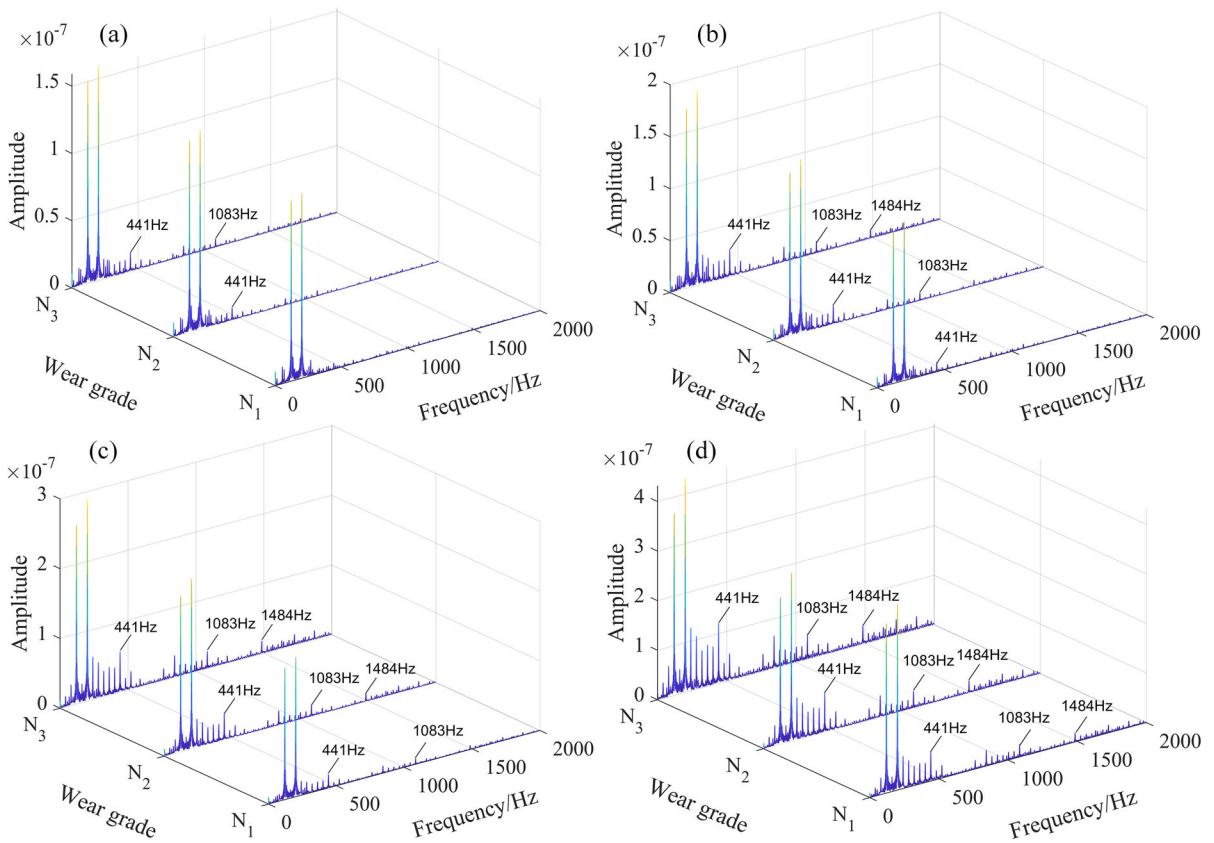 (a)
×10⁻⁷
1.5
1
0.5
0
Amplitude
441Hz
1083Hz
441Hz
N₃
N₂
N₁
Wear grade
0
500
1000
1500
2000
Frequency/Hz
(b)
×10⁻⁷
2
1.5
1
0.5
0
Amplitude
441Hz
1083Hz
1484Hz
441Hz
1083Hz
441Hz
N₃
N₂
N₁
Wear grade
0
500
1000
1500
2000
Frequency/Hz
(c)
×10⁻⁷
3
2
1
0
Amplitude
441Hz
1083Hz
1484Hz
441Hz
1083Hz
1484Hz
441Hz
1083Hz
N₃
N₂
N₁
Wear grade
0
500
1000
1500
2000
Frequency/Hz
(d)
×10⁻⁷
4
3
2
1
0
Amplitude
441Hz
1083Hz
1484Hz
441Hz
1083Hz
1484Hz
441Hz
1083Hz
1484Hz
N₃
N₂
N₁
Wear grade
0
500
1000
1500
2000
Frequency/Hz